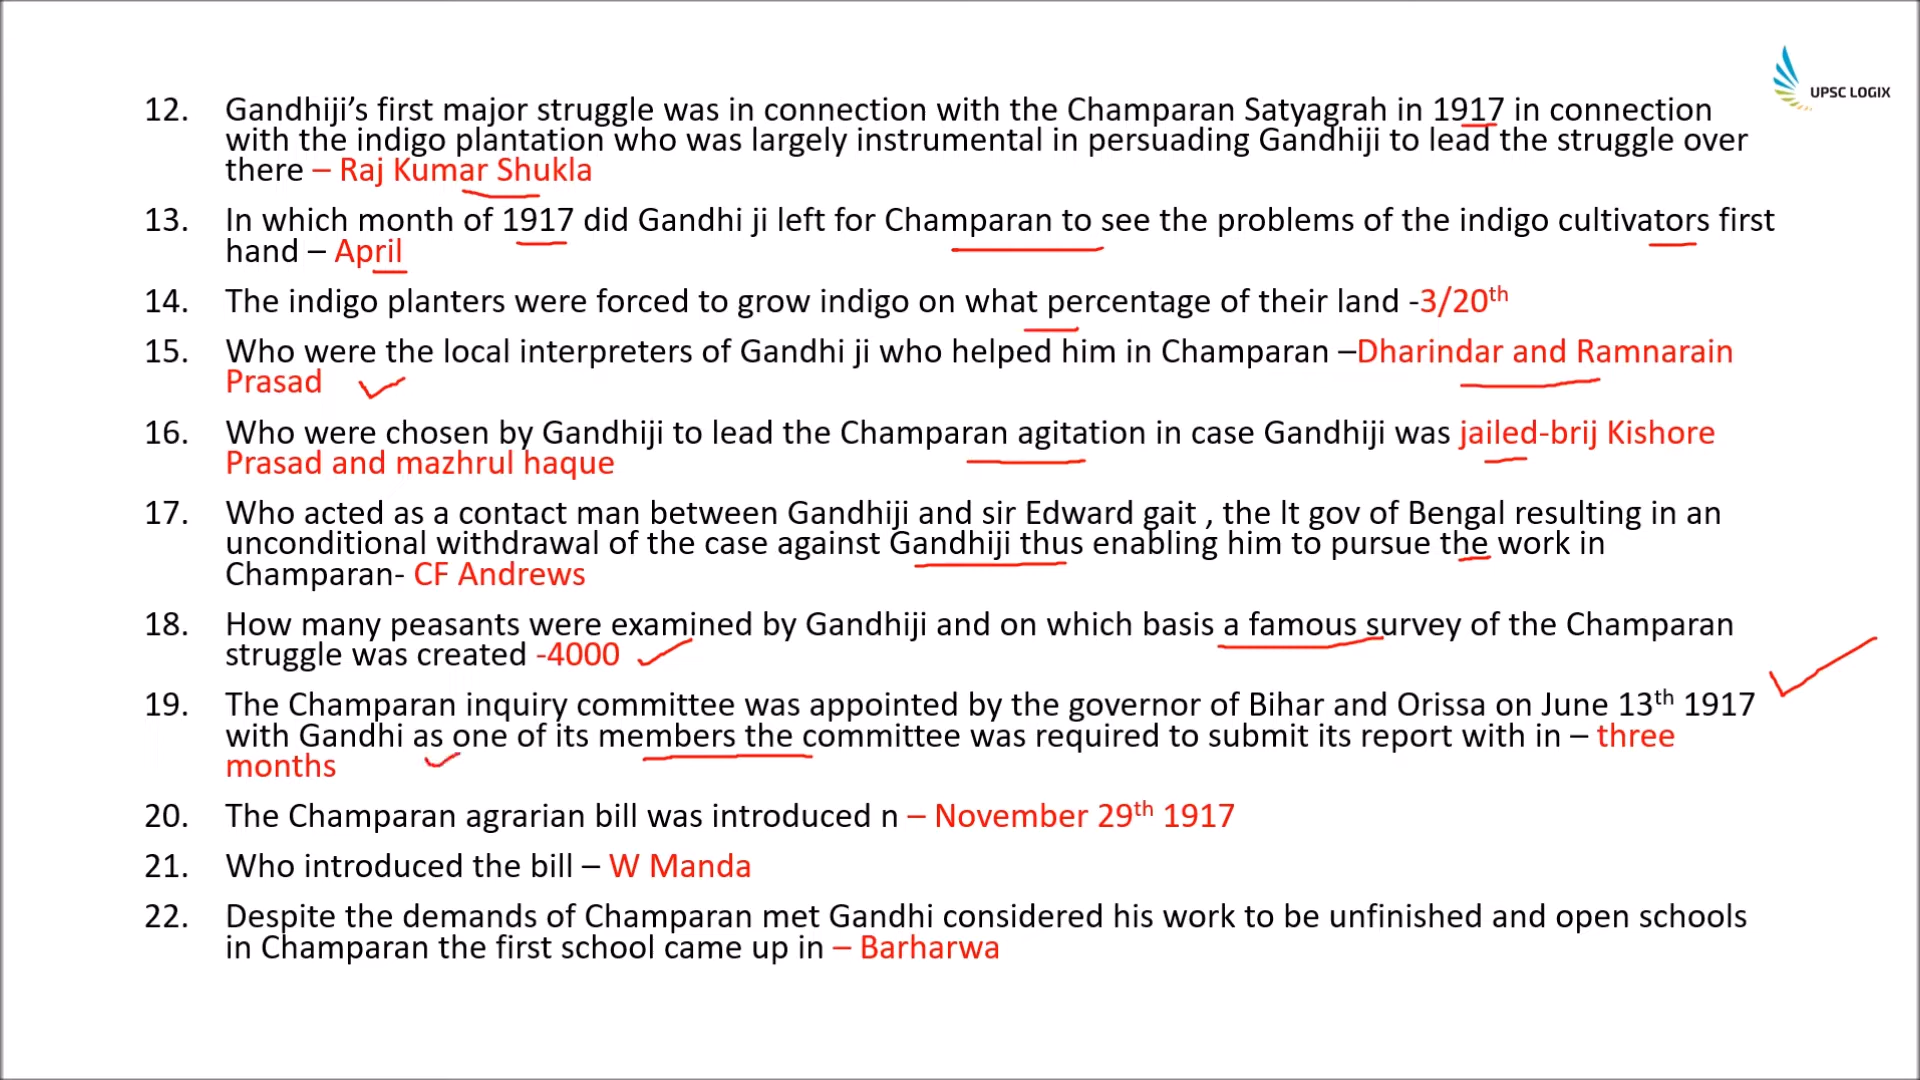 UPSC LOGIX
12. Gandhiji’s first major struggle was in connection with the Champaran Satyagrah in 1917 in connection
with the indigo plantation who was largely instrumental in persuading Gandhiji to lead the struggle over
there – Raj Kumar Shukla
13. In which month of 1917 did Gandhi ji left for Champaran to see the problems of the indigo cultivators first
hand – April
14. The indigo planters were forced to grow indigo on what percentage of their land -3/20th
15. Who were the local interpreters of Gandhi ji who helped him in Champaran –Dharindar and Ramnarain
Prasad
16. Who were chosen by Gandhiji to lead the Champaran agitation in case Gandhiji was jailed-brij Kishore
Prasad and mazhrul haque
17. Who acted as a contact man between Gandhiji and sir Edward gait , the lt gov of Bengal resulting in an
unconditional withdrawal of the case against Gandhiji thus enabling him to pursue the work in
Champaran- CF Andrews
18. How many peasants were examined by Gandhiji and on which basis a famous survey of the Champaran
struggle was created -4000
19. The Champaran inquiry committee was appointed by the governor of Bihar and Orissa on June 13th 1917
with Gandhi as one of its members the committee was required to submit its report with in – three
months
20. The Champaran agrarian bill was introduced n – November 29th 1917
21. Who introduced the bill – W Manda
22. Despite the demands of Champaran met Gandhi considered his work to be unfinished and open schools
in Champaran the first school came up in – Barharwa